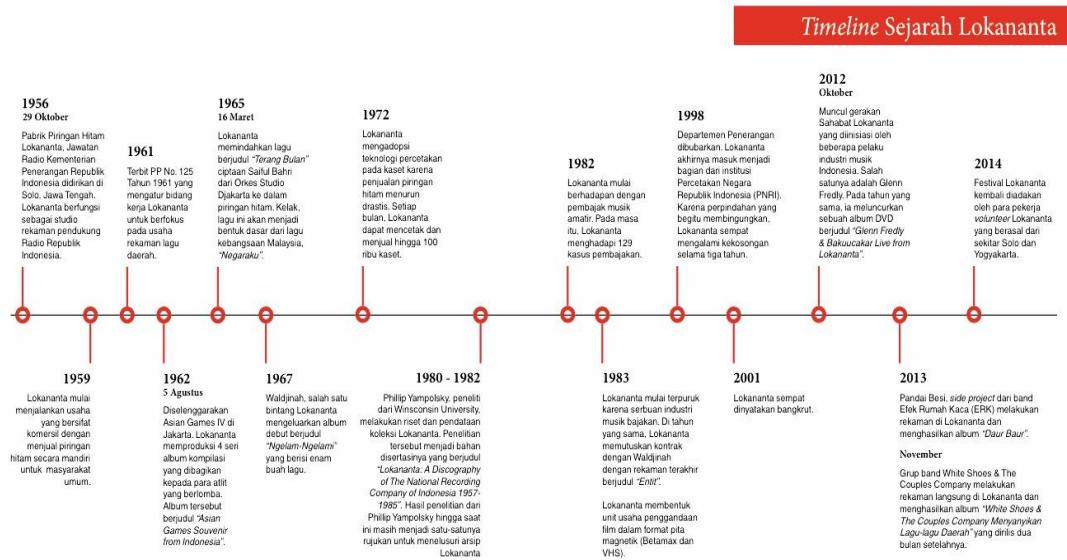 Timeline Sejarah Lokananta
1956
29 Oktober
Pabrik Piringan Hitam
Lokananta, Jawatan
Radio Kementerian
Penerangan Republik
Indonesia didirikan di
Solo, Jawa Tengah.
Lokananta berfungsi
sebagai studio
rekaman pendukung
Radio Republik
Indonesia.
1959
Lokananta mulai
menjalankan usaha
yang bersifat
komersil dengan
menjual piringan
hitam secara mandiri
untuk masyarakat
umum.
1961
Terbit PP No. 125
Tahun 1961 yang
mengatur bidang
kerja Lokananta
untuk berfokus
pada usaha
rekaman lagu
daerah.
1962
5 Agustus
Diselenggarakan
Asian Games IV di
Jakarta. Lokananta
memproduksi 4 seri
album kompilasi
yang dibagikan
kepada para atlit
yang berlomba.
Album tersebut
berjudul "Asian
Games Souvenir
from Indonesia".
1965
16 Maret
Lokananta
memindahkan lagu
berjudul "Terang Bulan"
ciptaan Saiful Bahri
dari Orkes Studio
Djakarta ke dalam
piringan hitam. Kelak,
lagu ini akan menjadi
bentuk dasar dari lagu
kebangsaan Malaysia,
"Negaraku".
1967
Waldjinah, salah satu
bintang Lokananta
mengeluarkan album
debut berjudul
"Ngelam-Ngelami"
yang berisi enam
buah lagu.
1972
Lokananta
mengadopsi
teknologi percetakan
pada kaset karena
penjualan piringan
hitam menurun
drastis. Setiap
bulan, Lokananta
dapat mencetak dan
menjual hingga 100
ribu kaset.
1980 - 1982
Phillip Yampolsky, peneliti
dari Winsconsin University,
melakukan riset dan pendataan
koleksi Lokananta. Penelitian
tersebut menjadi bahan
disertasinya yang berjudul
"Lokananta: A Discography
of The National Recording
Company of Indonesia 1957-
1985". Hasil penelitian dari
Phillip Yampolsky hingga saat
ini masih menjadi satu-satunya
rujukan untuk menelusuri arsip
Lokananta
1982
Lokananta mulai
berhadapan dengan
pembajak musik
amatir. Pada masa
itu, Lokananta
menghadapi 129
kasus pembajakan.
1983
Lokananta mulai terpuruk
karena serbuan industri
musik bajakan. Di tahun
yang sama, Lokananta
memutuskan kontrak
dengan Waldjinah
dengan rekaman terakhir
berjudul "Entit".
Lokananta membentuk
unit usaha penggandaan
film dalam format pita
magnetik (Betamax dan
VHS).
1998
Departemen Penerangan
dibubarkan. Lokananta
akhirnya masuk menjadi
bagian dari institusi
Percetakan Negara
Republik Indonesia (PNRI).
Karena perpindahan yang
begitu membingungkan,
Lokananta sempat
mengalami kekosongan
selama tiga tahun.
2001
Lokananta sempat
dinyatakan bangkrut.
2012
Oktober
Muncul gerakan
Sahabat Lokananta
yang diinisiasi oleh
beberapa pelaku
industri musik
Indonesia. Salah
satunya adalah Glenn
Fredly. Pada tahun yang
sama, ia meluncurkan
sebuah album DVD
berjudul "Glenn Fredly
& Bakuucakar Live from
Lokananta".
2013
Pandai Besi, side project dari band
Efek Rumah Kaca (ERK) melakukan
rekaman di Lokananta dan
menghasilkan album "Daur Baur".
November
Grup band White Shoes & The
Couples Company melakukan
rekaman langsung di Lokananta dan
menghasilkan album "White Shoes &
The Couples Company Menyanyikan
Lagu-lagu Daerah" yang dirilis dua
bulan setelahnya.
2014
Festival Lokananta
kembali diadakan
oleh para pekerja
volunteer Lokananta
yang berasal dari
sekitar Solo dan
Yogyakarta.